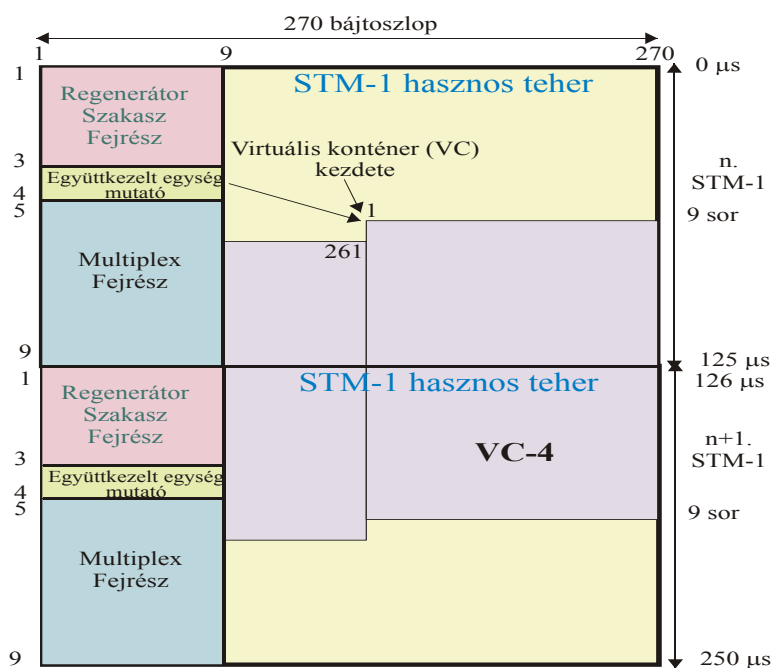 270 bájtoszlop
1
9
270
1
STM-1 hasznos teher
0 µs
Regenerátor
Szakasz
Fejrész
Virtuális konténer (VC)
kezdete
n.
STM-1
3
Együttkezelt egység
mutató
4
5
1
9 sor
261
Multiplex
Fejrész
9
125 µs
1
STM-1 hasznos teher
126 µs
Regenerátor
Szakasz
Fejrész
VC-4
n+1.
STM-1
3
Együttkezelt egység
mutató
4
5
9 sor
Multiplex
Fejrész
9
250 µs